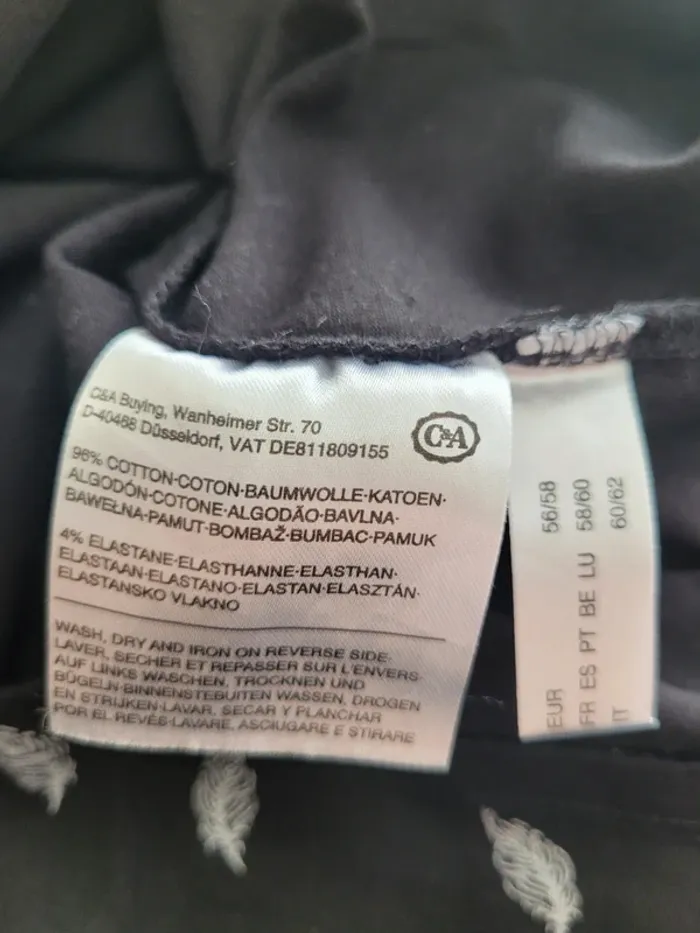 C&A Buying, Wanheimer Str. 70
D-40468 Düsseldorf, VAT DE811809155
C&A
96% COTTON·COTON·BAUMWOLLE·KATOEN·
ALGODÓN·COTONE·ALGODÃO·BAVLNA·
BAWEŁNA·PAMUT·BOMBAŽ·BUMBAC·PAMUK
4% ELASTANE·ELASTHANNE·ELASTHAN·
ELASTAAN·ELASTANO·ELASTAN·ELASZTÁN·
ELASTANSKO VLAKNO
WASH, DRY AND IRON ON REVERSE SIDE·
LAVER, SECHER ET REPASSER SUR L'ENVERS·
AUF LINKS WASCHEN, TROCKNEN UND
BÜGELN·BINNENSTEBUITEN WASSEN, DROGEN
EN STRIJKEN·LAVAR, SECAR Y PLANCHAR
POR EL REVÉS·LAVARE, ASCIUGARE E STIRARE
EUR 56/58
FR ES PT BE LU 58/60
IT 60/62